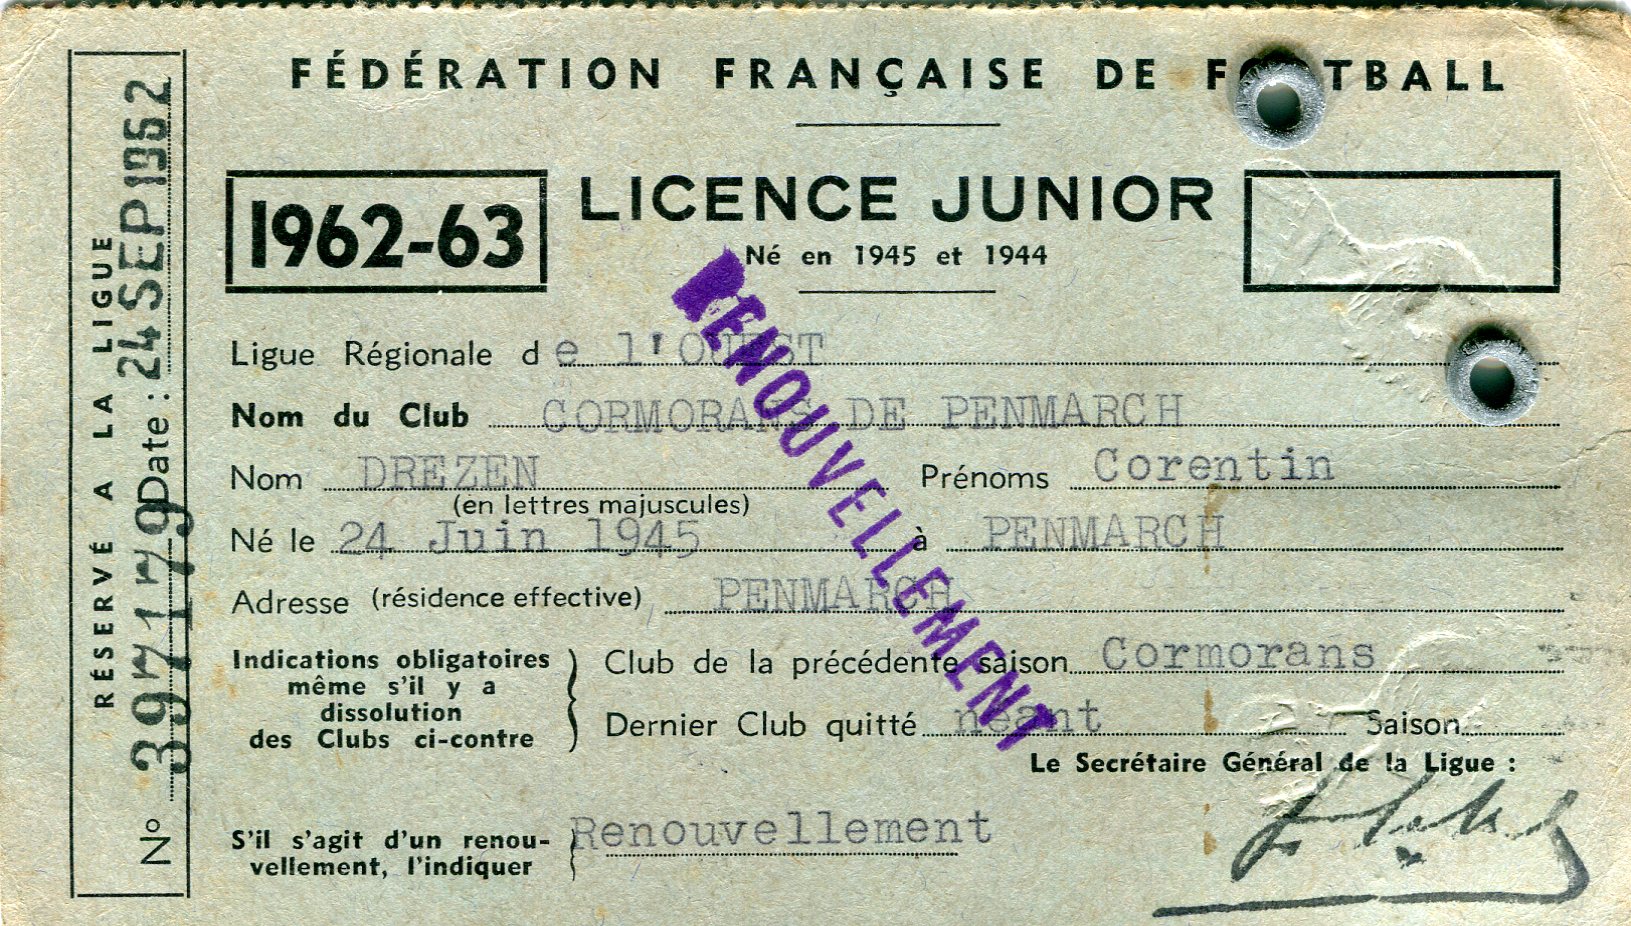 FÉDÉRATION FRANÇAISE DE FOOTBALL
1962-63
LICENCE JUNIOR
Né en 1945 et 1944
Ligue Régionale de l'OUEST
Nom du Club CORMORANS DE PENMARCH
Nom DREZEN Prénoms Corentin
(en lettres majuscules)
Né le 24 Juin 1945 à PENMARCH
Adresse (résidence effective) PENMARCH
Indications obligatoires
même s'il y a
dissolution
des Clubs ci-contre
Club de la précédente saison Cormorans
Dernier Club quitté néant Saison
Le Secrétaire Général de la Ligue :
S'il s'agit d'un renou-
vellement, l'indiquer
Renouvellement
RENOUVELLEMENT
RÉSERVÉ A LA LIGUE
N° 397179 Date : 24 SEP 1962